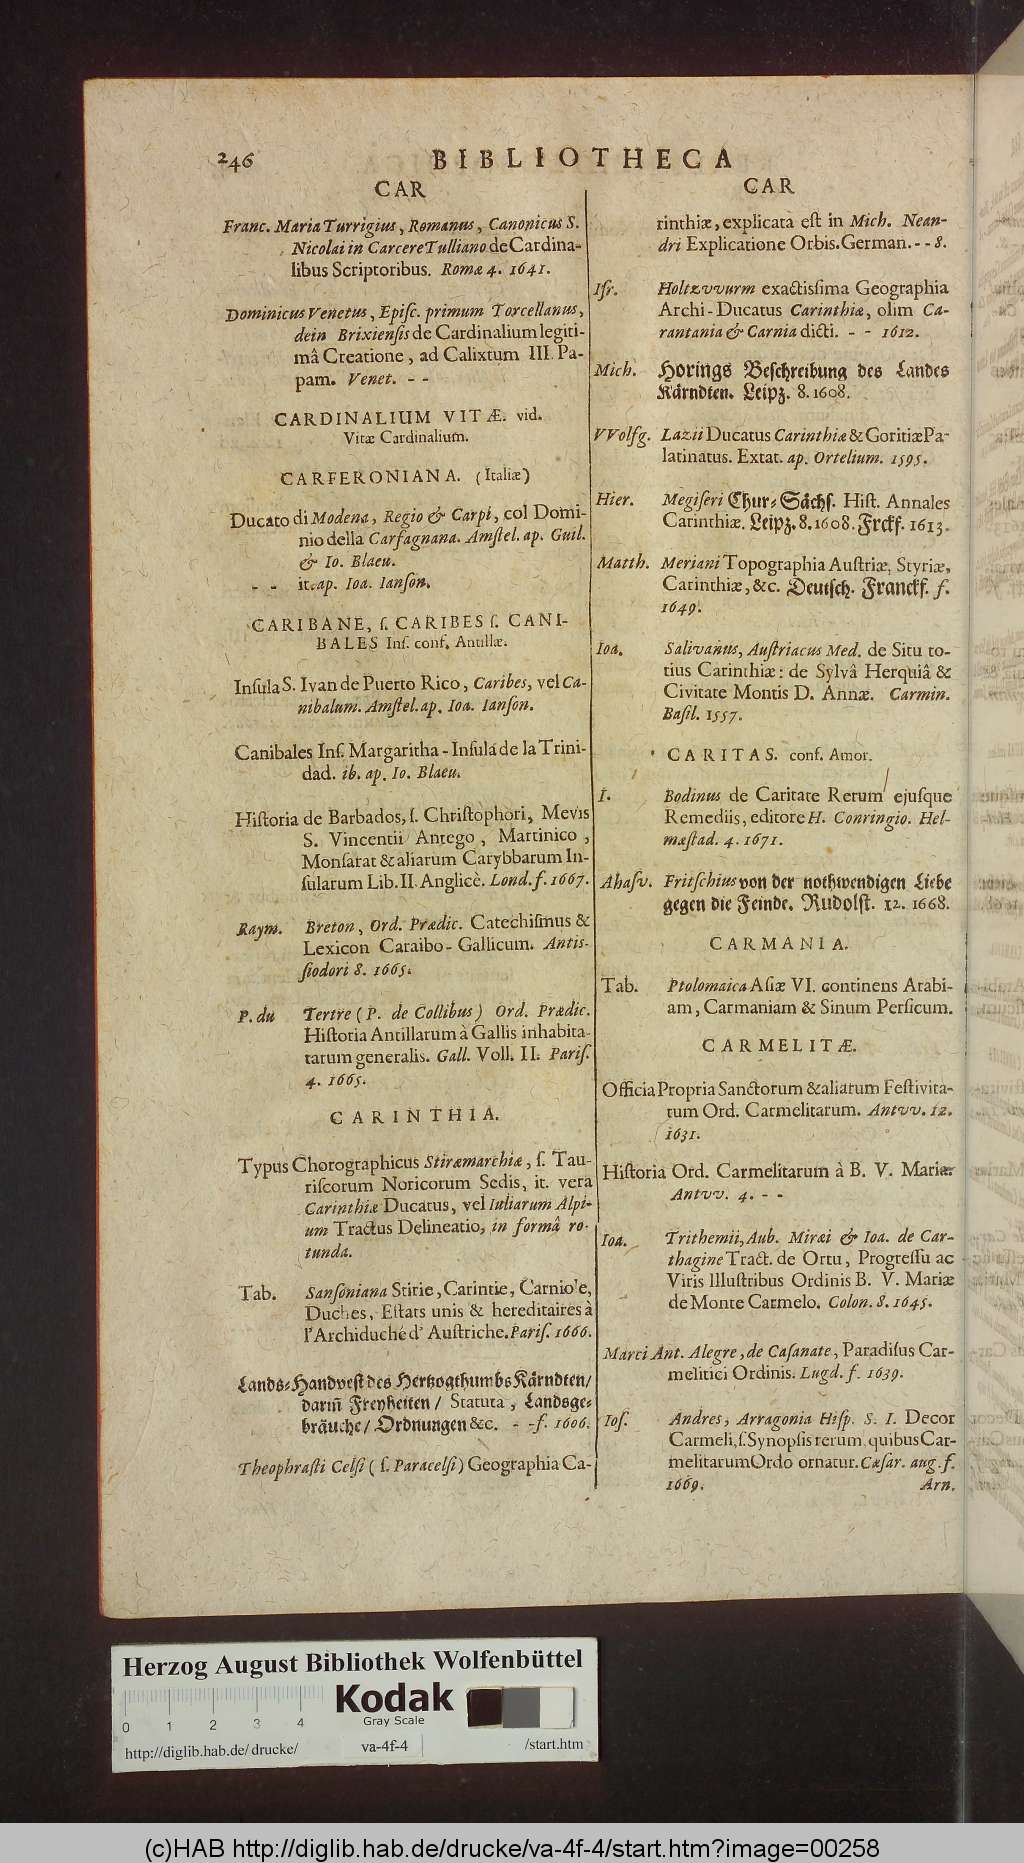 246 BIBLIOTHECA
CAR
Franc. Maria Turrigius, Romanus, Canonicus S.
Nicolai in Carcere Tulliano de Cardina-
libus Scriptoribus. Romæ 4. 1641.
Dominicus Venetus, Episc. primum Torcellanus,
dein Brixiensis de Cardinalium legiti-
mâ Creatione, ad Calixtum III. Pa-
pam. Venet. - -
CARDINALIUM VITÆ. vid.
Vitæ Cardinalium.
CARFERONIANA. (Italiæ)
Ducato di Modena, Regio & Carpi, col Domi-
nio della Carfagnana. Amſtel. ap. Guil.
& Io. Blaeu.
- - it. ap. Ioa. Ianſon.
CARIBANE, ſ. CARIBES ſ. CANI-
BALES Inſ. conf. Antillæ.
Inſula S. Ivan de Puerto Rico, Caribes, vel Ca-
nibalum. Amſtel. ap. Ioa. Ianſon.
Canibales Inſ. Margaritha-Inſula de la Trini-
dad. ib. ap. Io. Blaeu.
Hiſtoria de Barbados, ſ. Chriſtophori, Mevis
S. Vincentii Antego, Martinico,
Monſarat & aliarum Carybbarum In-
ſularum Lib. II. Anglicè. Lond. f. 1667.
Raym. Breton, Ord. Prædic. Catechiſmus &
Lexicon Caraibo-Gallicum. Antiſ-
ſiodori 8. 1665.
P. du Tertre (P. de Collibus) Ord. Prædic.
Hiſtoria Antillarum à Gallis inhabita-
tarum generalis. Gall. Voll. II. Pariſ.
4. 1665.
CARINTHIA.
Typus Chorographicus Stiræmarchiæ, ſ. Tau-
riſcorum Noricorum Sedis, it. vera
Carinthiæ Ducatus, vel Iuliarum Alpi-
um Tractus Delineatio, in formâ ro-
tunda.
Tab. Sanſoniana Stirie, Carintie, Carniole,
Duches, Eſtats unis & hereditaires à
l'Archiduché d'Auſtriche. Pariſ. 1666.
Lands-Handveſt des Hertzogthumbs Kärndten/
dariñ Freyheiten / Statuta, Landsge-
bräuche/ Ordnungen &c. - - f. 1606.
Theophraſti Celſi (ſ. Paracelſi) Geographia Ca-
CAR
rinthiæ, explicata eſt in Mich. Nean-
dri Explicatione Orbis. German. - - 8.
Iſr. Holtzvvurm exactiſſima Geographia
Archi-Ducatus Carinthiæ, olim Ca-
rantania & Carnia dicti. - - 1612.
Mich. Horings Beſchreibung des Landes
Kärndten. Leipz. 8. 1608.
VVolfg. Lazii Ducatus Carinthiæ & Goritiæ Pa-
latinatus. Extat. ap. Ortelium. 1595.
Hier. Megiſeri Chur-Sächſ. Hiſt. Annales
Carinthiæ. Leipz. 8. 1608. Frckf. 1613.
Matth. Meriani Topographia Auſtriæ, Styriæ,
Carinthiæ, &c. Deutſch. Franckf. f.
1649.
Ioa. Salivanus, Auſtriacus Med. de Situ to-
tius Carinthiæ: de Sylvâ Herquiâ &
Civitate Montis D. Annæ. Carmin.
Baſil. 1557.
CARITAS. conf. Amor.
I. Bodinus de Caritate Rerum ejuſque
Remediis, editore H. Conringio. Hel-
mæſtad. 4. 1671.
Ahaſv. Fritſchius von der nothwendigen Liebe
gegen die Feinde. Rudolſt. 12. 1668.
CARMANIA.
Tab. Ptolomaica Aſiæ VI. continens Arabi-
am, Carmaniam & Sinum Perſicum.
CARMELITÆ.
Officia Propria Sanctorum & aliarum Feſtivita-
tum Ord. Carmelitarum. Antvv. 12.
1631.
Hiſtoria Ord. Carmelitarum à B. V. Mariæ
Antvv. 4. - -
Ioa. Trithemii, Aub. Miræi & Ioa. de Car-
thagine Tract. de Ortu, Progreſſu ac
Viris Illuſtribus Ordinis B. V. Mariæ
de Monte Carmelo. Colon. 8. 1645.
Marci Ant. Alegre, de Caſanate, Paradiſus Car-
melitici Ordinis. Lugd. f. 1639.
Ioſ. Andres, Arragonia Hiſp. S. I. Decor
Carmeli, ſ. Synopſis rerum, quibus Car-
melitarum Ordo ornatur. Cæſar. aug. f.
1669. Arn.
Herzog August Bibliothek Wolfenbüttel
Kodak
Gray Scale
0 1 2 3 4
http://diglib.hab.de/drucke/ va-4f-4 /start.htm
(c)HAB http://diglib.hab.de/drucke/va-4f-4/start.htm?image=00258